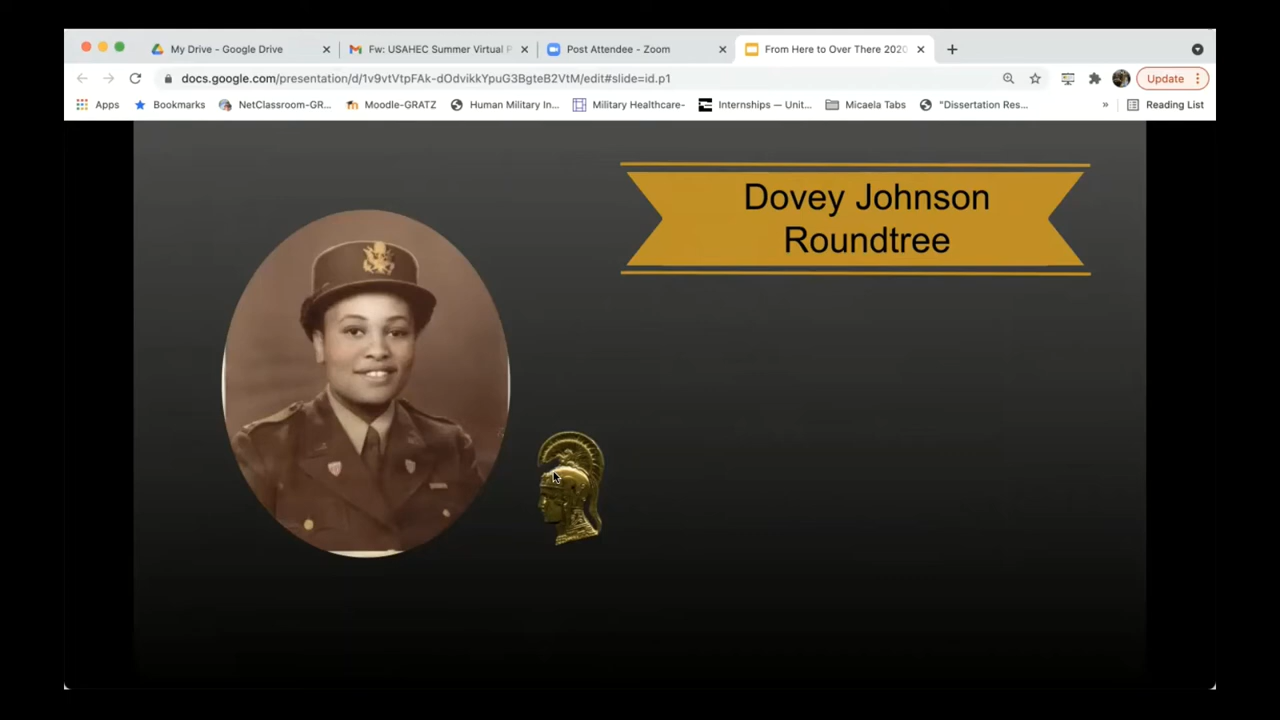 My Drive - Google Drive
Fw: USAHEC Summer Virtual P
Post Attendee - Zoom
From Here to Over There 2020
docs.google.com/presentation/d/1v9vtVtpFAk-dOdvikkYpuG3BgteB2VtM/edit#slide=id.p1
Update
Apps
Bookmarks
NetClassroom-GR...
Moodle-GRATZ
Human Military In...
Military Healthcare-
Internships — Unit...
Micaela Tabs
"Dissertation Res...
»
Reading List
Dovey Johnson
Roundtree